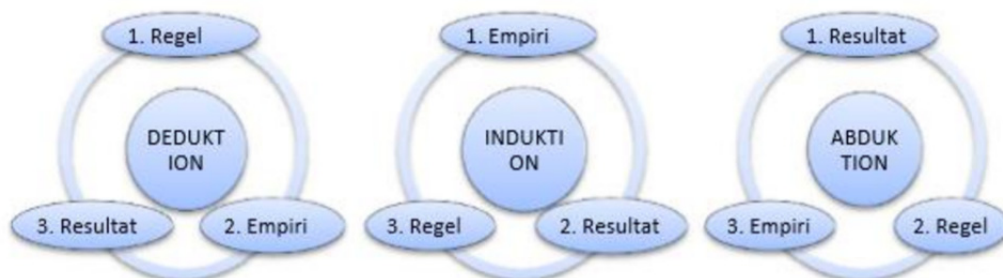 1. Regel
DEDUKT
ION
3. Resultat
2. Empiri
1. Empiri
INDUKTI
ON
3. Regel
2. Resultat
1. Resultat
ABDUK
TION
3. Empiri
2. Regel